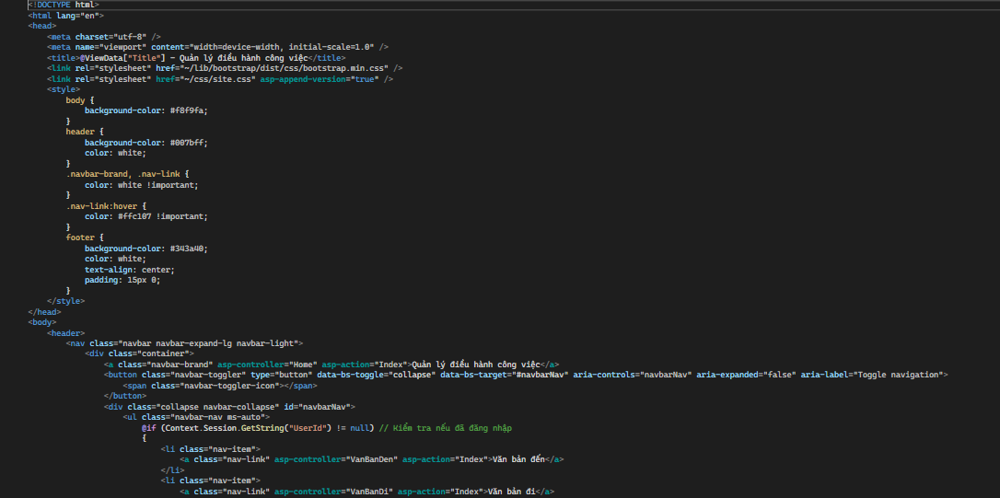 <!DOCTYPE html>
<html lang="en">
<head>
    <meta charset="utf-8" />
    <meta name="viewport" content="width=device-width, initial-scale=1.0" />
    <title>@ViewData["Title"] - Quản lý điều hành công việc</title>
    <link rel="stylesheet" href="~/lib/bootstrap/dist/css/bootstrap.min.css" />
    <link rel="stylesheet" href="~/css/site.css" asp-append-version="true" />
    <style>
        body {
            background-color: #f8f9fa;
        }
        header {
            background-color: #007bff;
            color: white;
        }
        .navbar-brand, .nav-link {
            color: white !important;
        }
        .nav-link:hover {
            color: #ffc107 !important;
        }
        footer {
            background-color: #343a40;
            color: white;
            text-align: center;
            padding: 15px 0;
        }
    </style>
</head>
<body>
    <header>
        <nav class="navbar navbar-expand-lg navbar-light">
            <div class="container">
                <a class="navbar-brand" asp-controller="Home" asp-action="Index">Quản lý điều hành công việc</a>
                <button class="navbar-toggler" type="button" data-bs-toggle="collapse" data-bs-target="#navbarNav" aria-controls="navbarNav" aria-expanded="false" aria-label="Toggle navigation">
                    <span class="navbar-toggler-icon"></span>
                </button>
                <div class="collapse navbar-collapse" id="navbarNav">
                    <ul class="navbar-nav ms-auto">
                        @if (Context.Session.GetString("UserId") != null) // Kiểm tra nếu đã đăng nhập
                        {
                            <li class="nav-item">
                                <a class="nav-link" asp-controller="VanBanDen" asp-action="Index">Văn bản đến</a>
                            </li>
                            <li class="nav-item">
                                <a class="nav-link" asp-controller="VanBanDi" asp-action="Index">Văn bản đi</a>